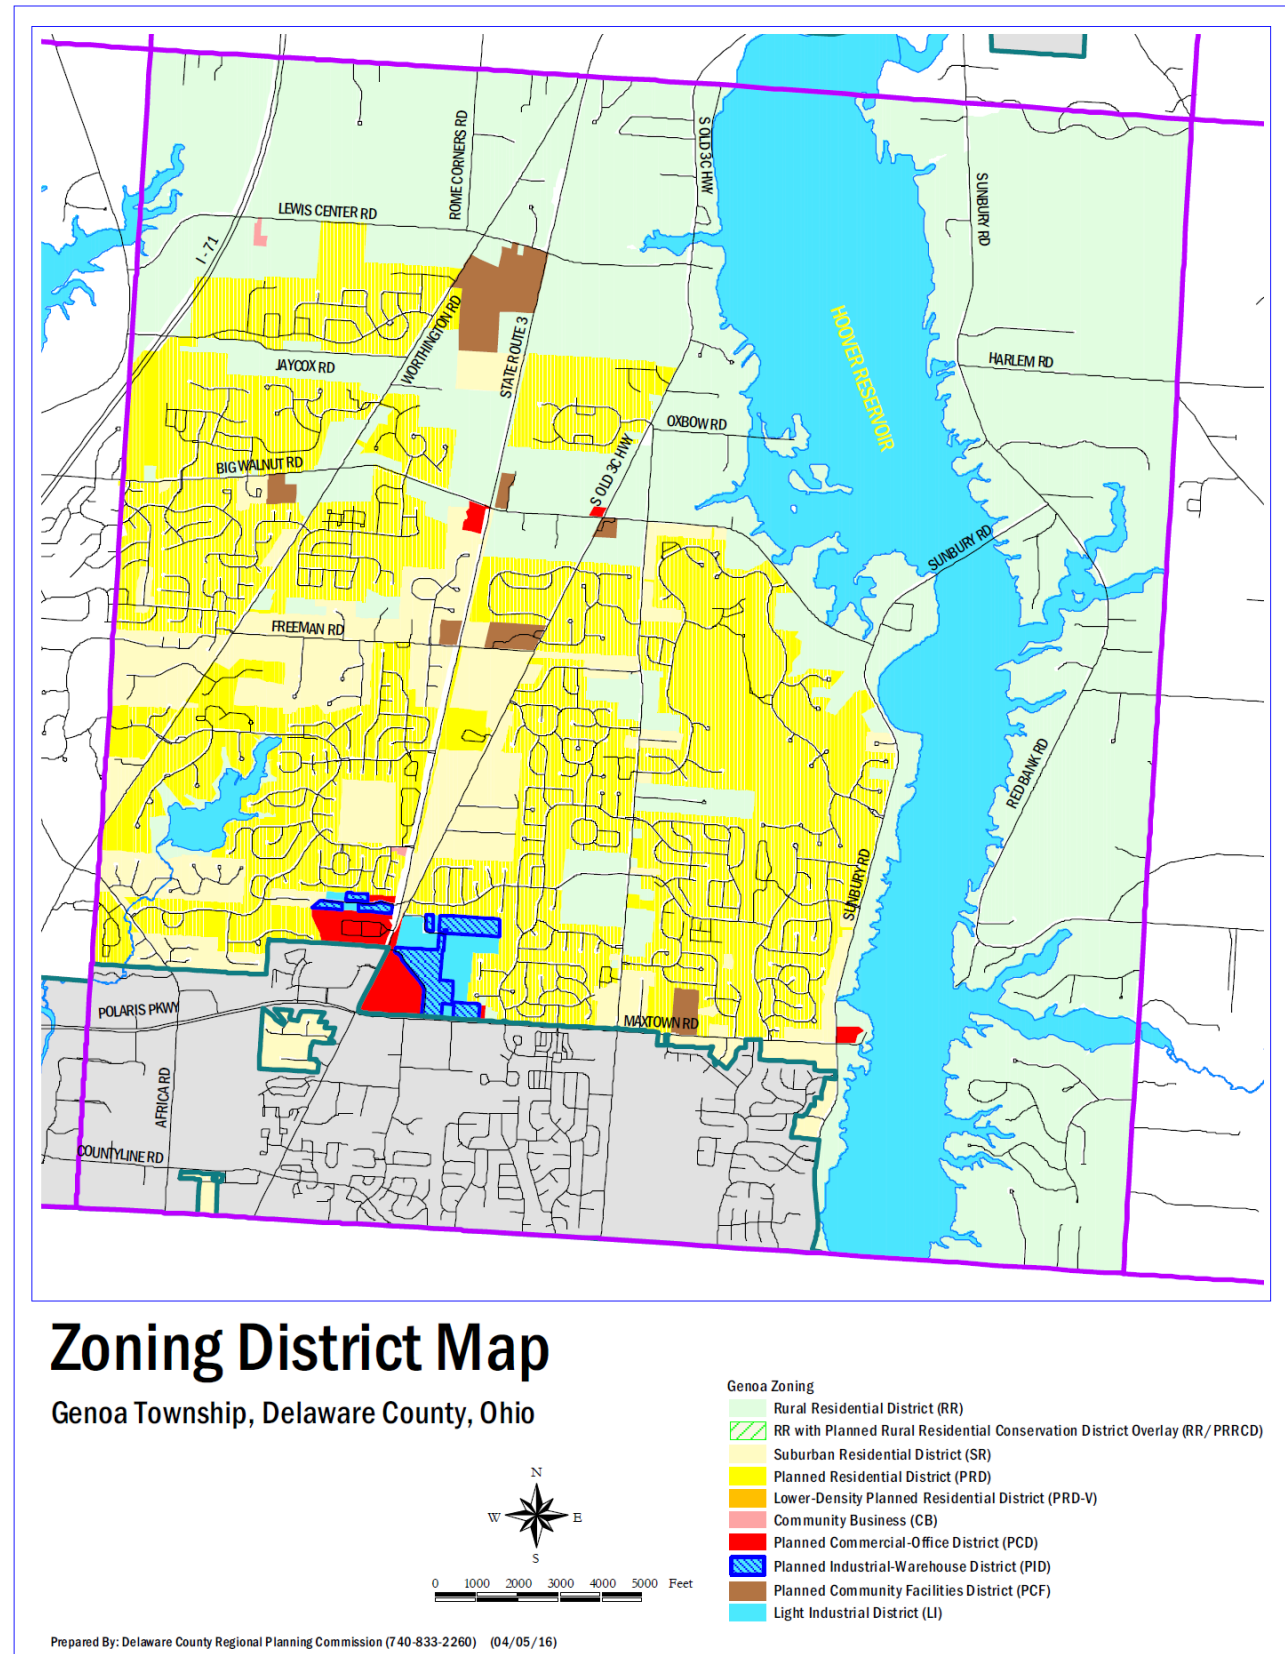 ROME CORNERS RD
S OLD 3C HWY
SUNBURY RD
LEWIS CENTER RD
I - 71
HOOVER RESERVOIR
WORTHINGTON RD
STATE ROUTE 3
HARLEM RD
JAYCOX RD
OXBOW RD
S OLD 3C HWY
BIG WALNUT RD
SUNBURY RD
FREEMAN RD
RED BANK RD
SUNBURY RD
MAXTOWN RD
POLARIS PKWY
AFRICA RD
COUNTYLINE RD
Zoning District Map
Genoa Township, Delaware County, Ohio
N
W E
S
0 1000 2000 3000 4000 5000 Feet
Genoa Zoning
Rural Residential District (RR)
RR with Planned Rural Residential Conservation District Overlay (RR/PRRCD)
Suburban Residential District (SR)
Planned Residential District (PRD)
Lower-Density Planned Residential District (PRD-V)
Community Business (CB)
Planned Commercial-Office District (PCD)
Planned Industrial-Warehouse District (PID)
Planned Community Facilities District (PCF)
Light Industrial District (LI)
Prepared By: Delaware County Regional Planning Commission (740-833-2260) (04/05/16)